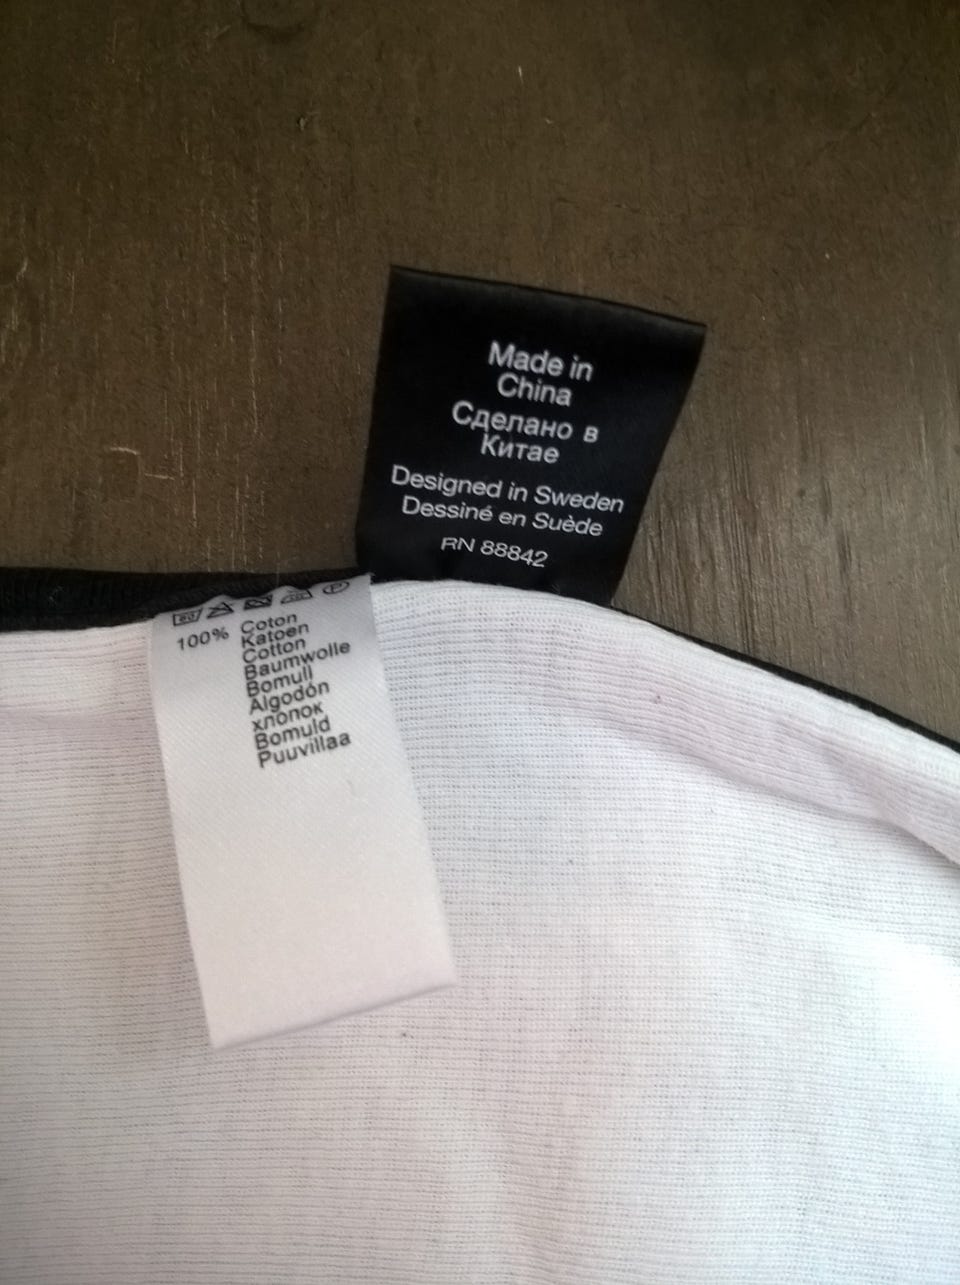 Made in
China
Сделано в
Китае
Designed in Sweden
Dessiné en Suède
RN 88842
100% Coton
Katoen
Cotton
Baumwolle
Bomull
Algodón
хлопок
Bomuld
Puuvillaa